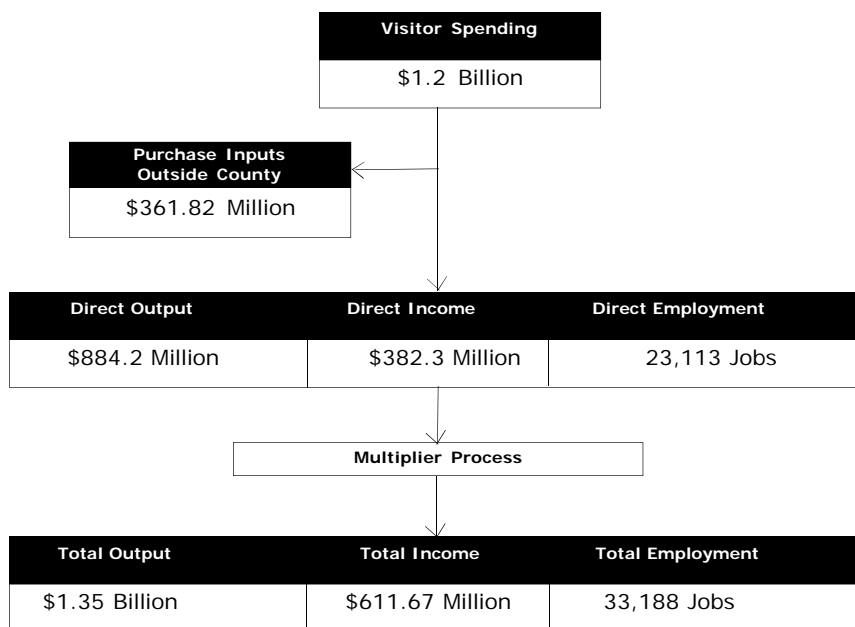 Visitor Spending
$1.2 Billion
Purchase Inputs
Outside County
$361.82 Million
Direct Output Direct Income Direct Employment
$884.2 Million $382.3 Million 23,113 Jobs
Multiplier Process
Total Output Total Income Total Employment
$1.35 Billion $611.67 Million 33,188 Jobs